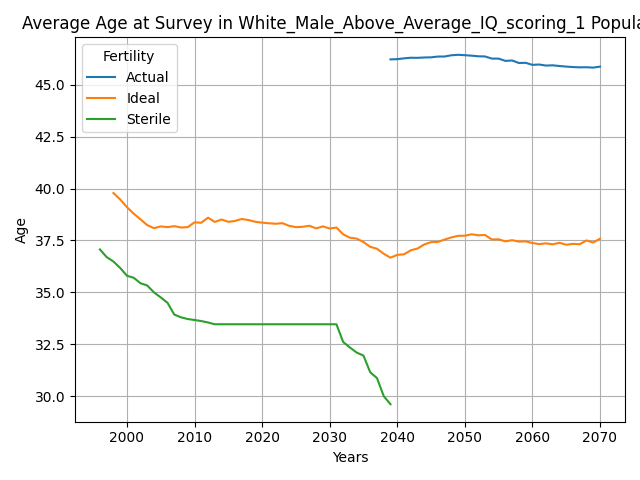 Average Age at Survey in White_Male_Above_Average_IQ_scoring_1 Popula
Fertility
Actual
Ideal
Sterile
45.0
42.5
40.0
37.5
35.0
32.5
30.0
Age
2000 2010 2020 2030 2040 2050 2060 2070
Years